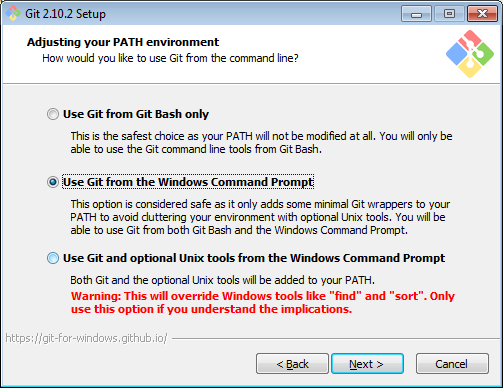 Git 2.10.2 Setup
Adjusting your PATH environment
How would you like to use Git from the command line?
Use Git from Git Bash only
This is the safest choice as your PATH will not be modified at all. You will only be
able to use the Git command line tools from Git Bash.
Use Git from the Windows Command Prompt
This option is considered safe as it only adds some minimal Git wrappers to your
PATH to avoid cluttering your environment with optional Unix tools. You will be
able to use Git from both Git Bash and the Windows Command Prompt.
Use Git and optional Unix tools from the Windows Command Prompt
Both Git and the optional Unix tools will be added to your PATH.
Warning: This will override Windows tools like "find" and "sort". Only
use this option if you understand the implications.
https://git-for-windows.github.io/
< Back
Next >
Cancel